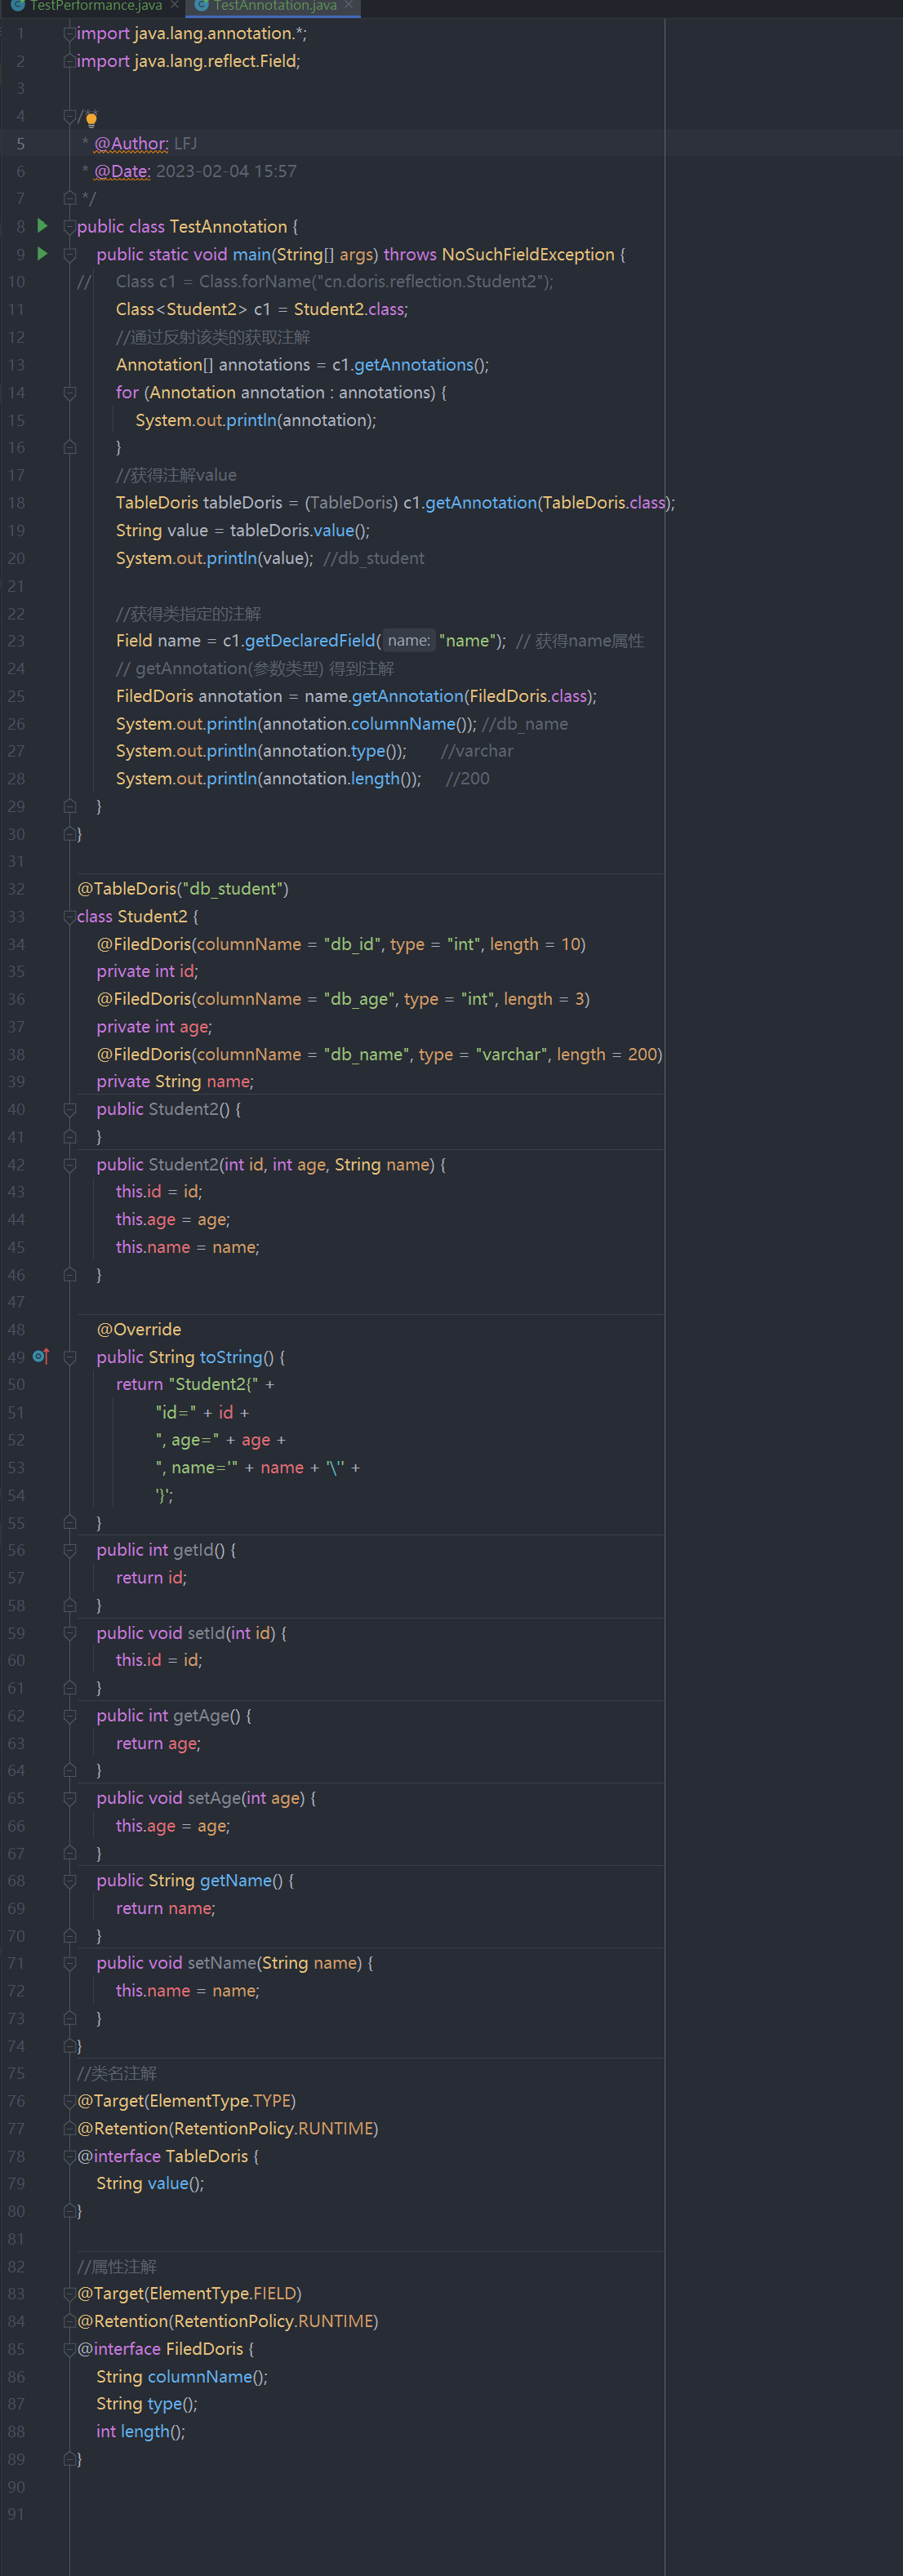 TestPerformance.java × TestAnnotation.java ×
1 import java.lang.annotation.*;
2 import java.lang.reflect.Field;
3
4 /**
5 * @Author: LFJ
6 * @Date: 2023-02-04 15:57
7 */
8 public class TestAnnotation {
9 public static void main(String[] args) throws NoSuchFieldException {
10 // Class c1 = Class.forName("cn.doris.reflection.Student2");
11 Class<Student2> c1 = Student2.class;
12 //通过反射该类的获取注解
13 Annotation[] annotations = c1.getAnnotations();
14 for (Annotation annotation : annotations) {
15 System.out.println(annotation);
16 }
17 //获得注解value
18 TableDoris tableDoris = (TableDoris) c1.getAnnotation(TableDoris.class);
19 String value = tableDoris.value();
20 System.out.println(value); //db_student
21
22 //获得类指定的注解
23 Field name = c1.getDeclaredField( name: "name"); // 获得name属性
24 // getAnnotation(参数类型) 得到注解
25 FiledDoris annotation = name.getAnnotation(FiledDoris.class);
26 System.out.println(annotation.columnName()); //db_name
27 System.out.println(annotation.type()); //varchar
28 System.out.println(annotation.length()); //200
29 }
30 }
31
32 @TableDoris("db_student")
33 class Student2 {
34 @FiledDoris(columnName = "db_id", type = "int", length = 10)
35 private int id;
36 @FiledDoris(columnName = "db_age", type = "int", length = 3)
37 private int age;
38 @FiledDoris(columnName = "db_name", type = "varchar", length = 200)
39 private String name;
40 public Student2() {
41 }
42 public Student2(int id, int age, String name) {
43 this.id = id;
44 this.age = age;
45 this.name = name;
46 }
47
48 @Override
49 public String toString() {
50 return "Student2{" +
51 "id=" + id +
52 ", age=" + age +
53 ", name='" + name + '\'' +
54 '}';
55 }
56 public int getId() {
57 return id;
58 }
59 public void setId(int id) {
60 this.id = id;
61 }
62 public int getAge() {
63 return age;
64 }
65 public void setAge(int age) {
66 this.age = age;
67 }
68 public String getName() {
69 return name;
70 }
71 public void setName(String name) {
72 this.name = name;
73 }
74 }
75 //类名注解
76 @Target(ElementType.TYPE)
77 @Retention(RetentionPolicy.RUNTIME)
78 @interface TableDoris {
79 String value();
80 }
81
82 //属性注解
83 @Target(ElementType.FIELD)
84 @Retention(RetentionPolicy.RUNTIME)
85 @interface FiledDoris {
86 String columnName();
87 String type();
88 int length();
89 }
90
91